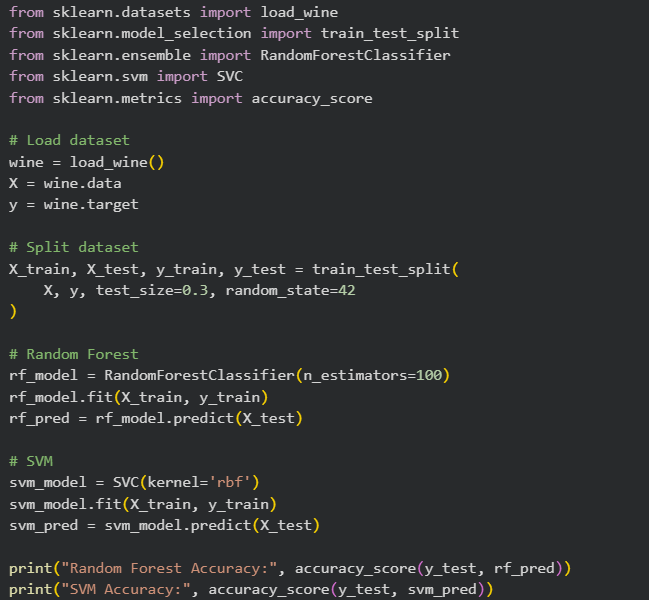 from sklearn.datasets import load_wine
from sklearn.model_selection import train_test_split
from sklearn.ensemble import RandomForestClassifier
from sklearn.svm import SVC
from sklearn.metrics import accuracy_score

# Load dataset
wine = load_wine()
X = wine.data
y = wine.target

# Split dataset
X_train, X_test, y_train, y_test = train_test_split(
    X, y, test_size=0.3, random_state=42
)

# Random Forest
rf_model = RandomForestClassifier(n_estimators=100)
rf_model.fit(X_train, y_train)
rf_pred = rf_model.predict(X_test)

# SVM
svm_model = SVC(kernel='rbf')
svm_model.fit(X_train, y_train)
svm_pred = svm_model.predict(X_test)

print("Random Forest Accuracy:", accuracy_score(y_test, rf_pred))
print("SVM Accuracy:", accuracy_score(y_test, svm_pred))